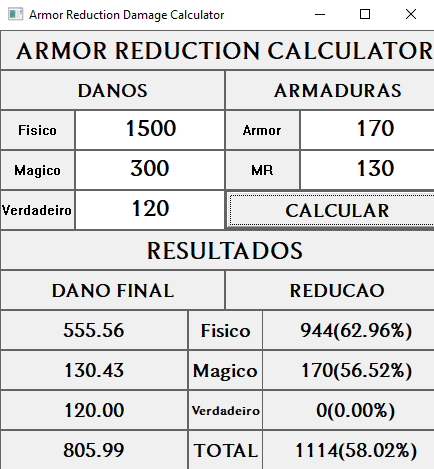 Armor Reduction Damage Calculator
ARMOR REDUCTION CALCULATOR
DANOS ARMADURAS
Fisico 1500 Armor 170
Magico 300 MR 130
Verdadeiro 120 CALCULAR
RESULTADOS
DANO FINAL REDUCAO
555.56 Fisico 944(62.96%)
130.43 Magico 170(56.52%)
120.00 Verdadeiro 0(0.00%)
805.99 TOTAL 1114(58.02%)